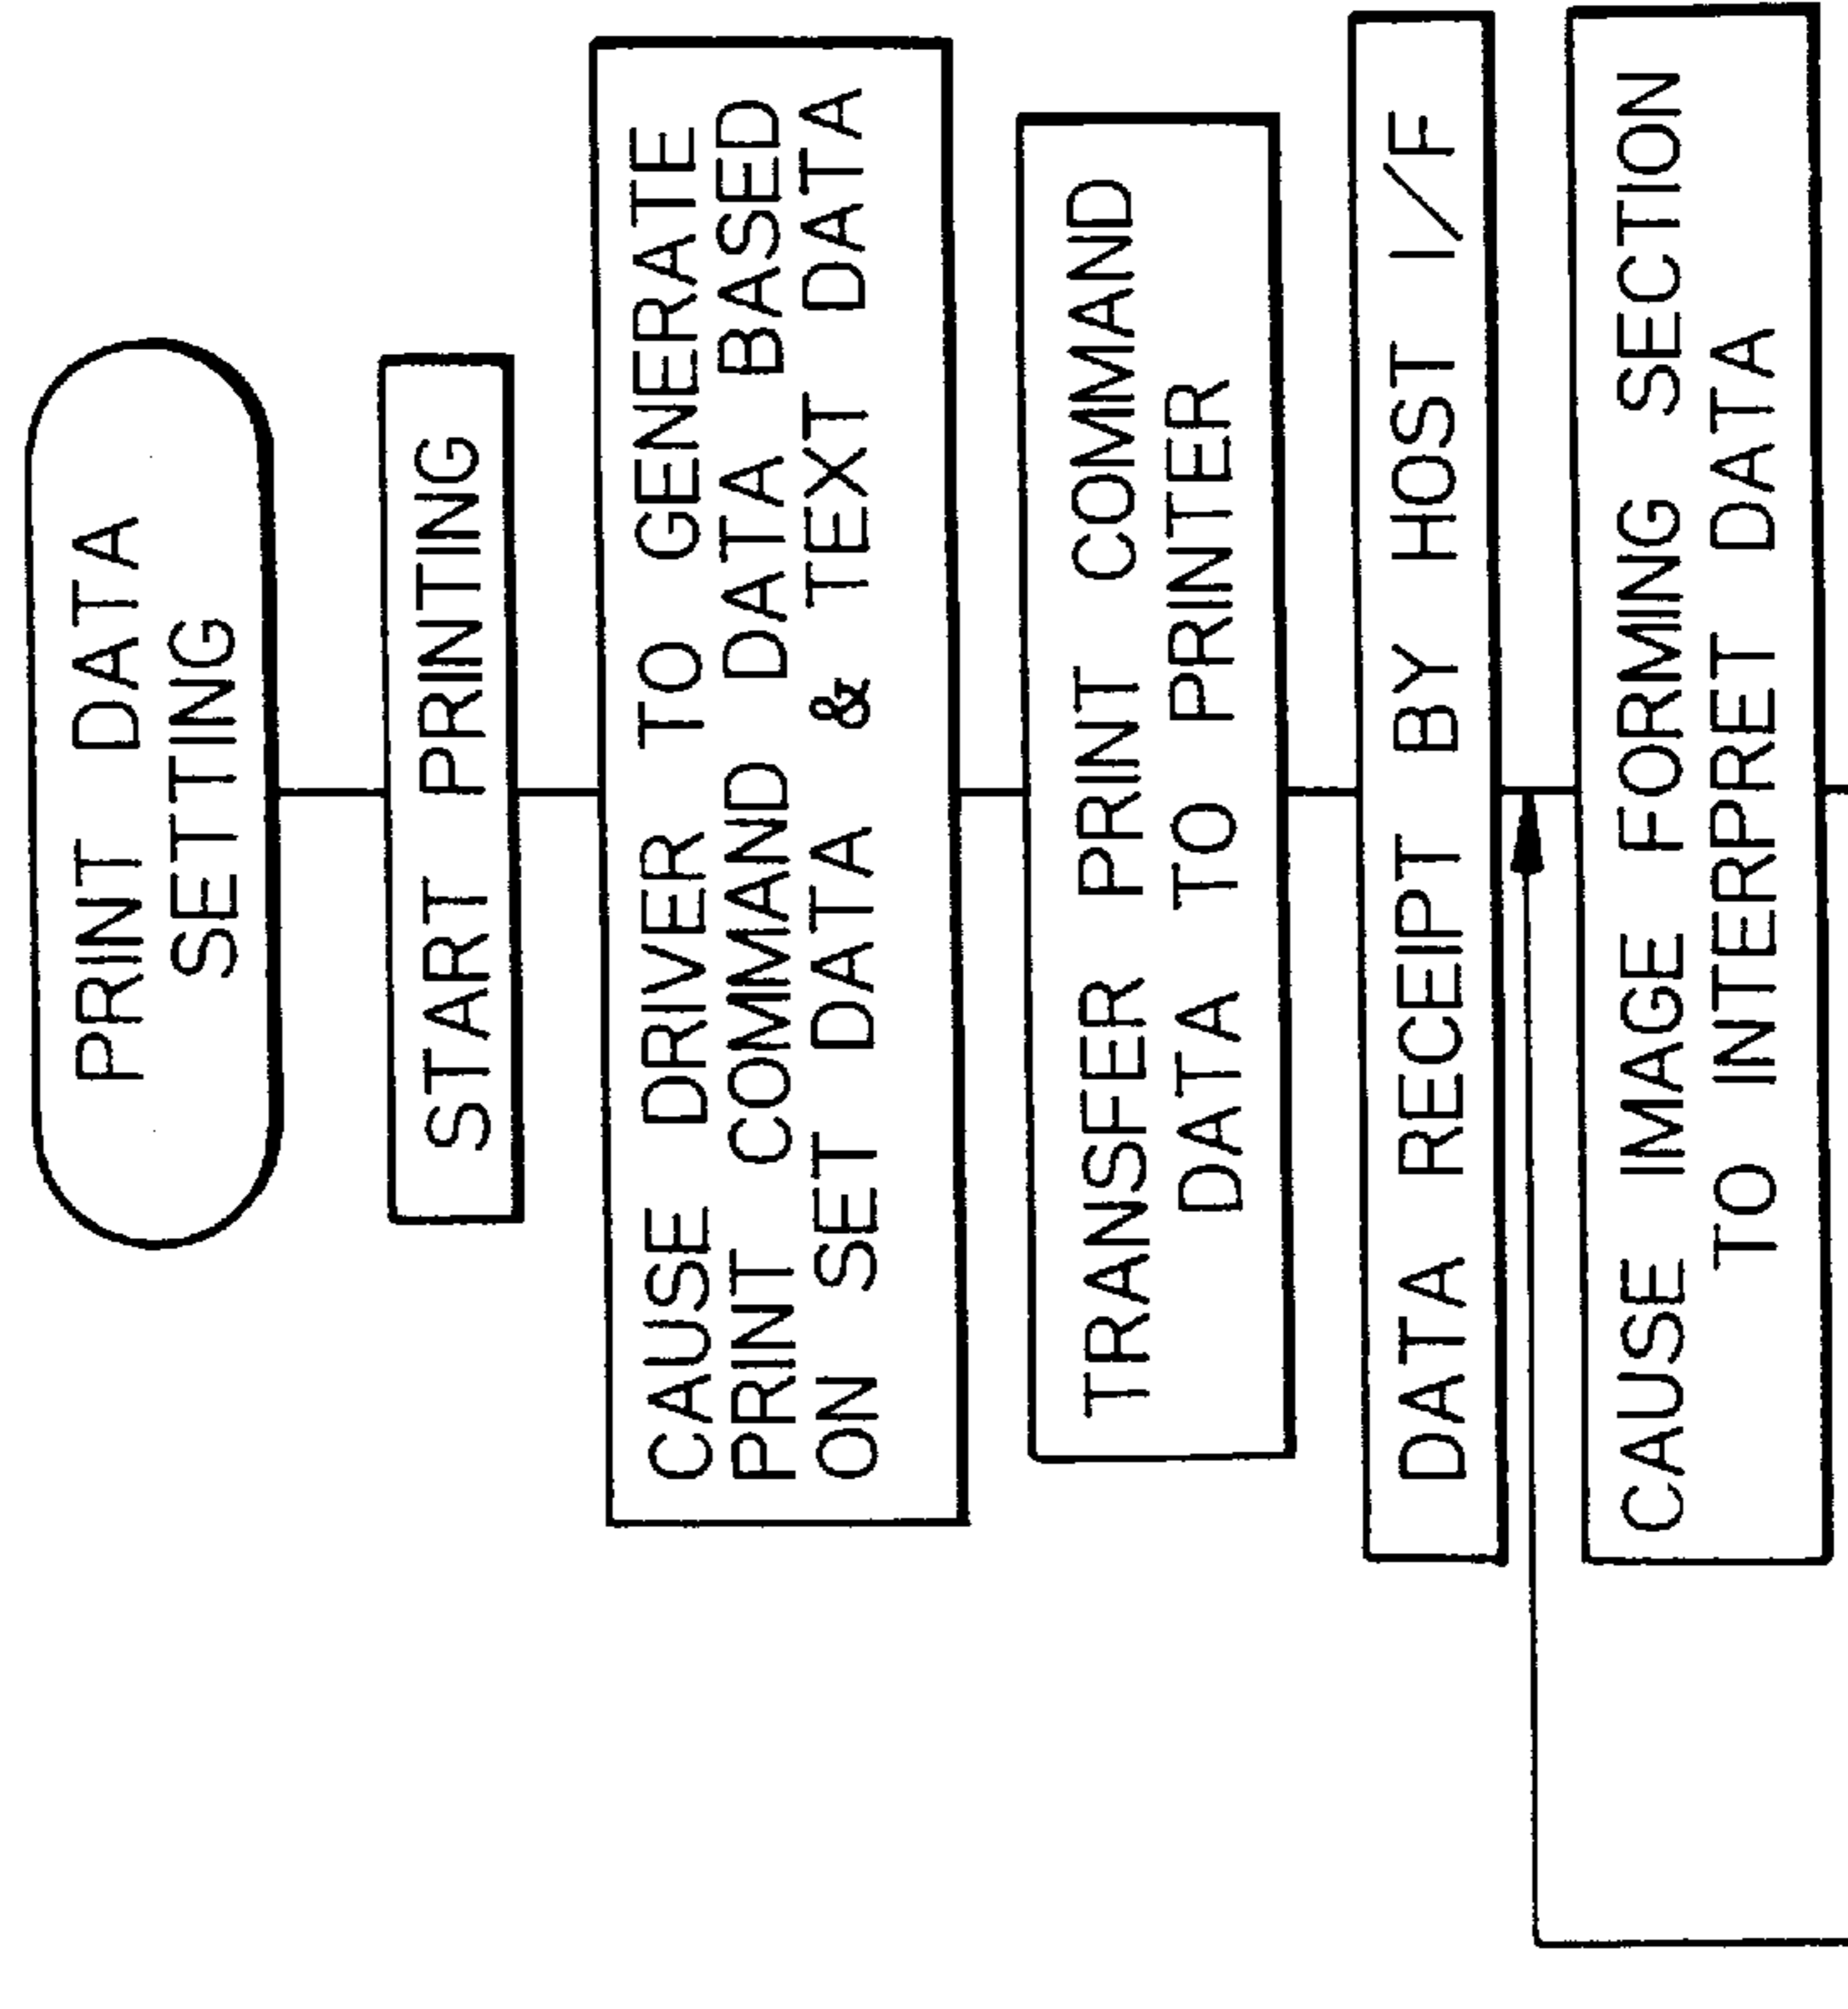 PRINT DATA
SETTING
START PRINTING
CAUSE DRIVER TO GENERATE
PRINT COMMAND DATA BASED
ON SET DATA & TEXT DATA
TRANSFER PRINT COMMAND
DATA TO PRINTER
DATA RECEIPT BY HOST I/F
CAUSE IMAGE FORMING SECTION
TO INTERPRET DATA